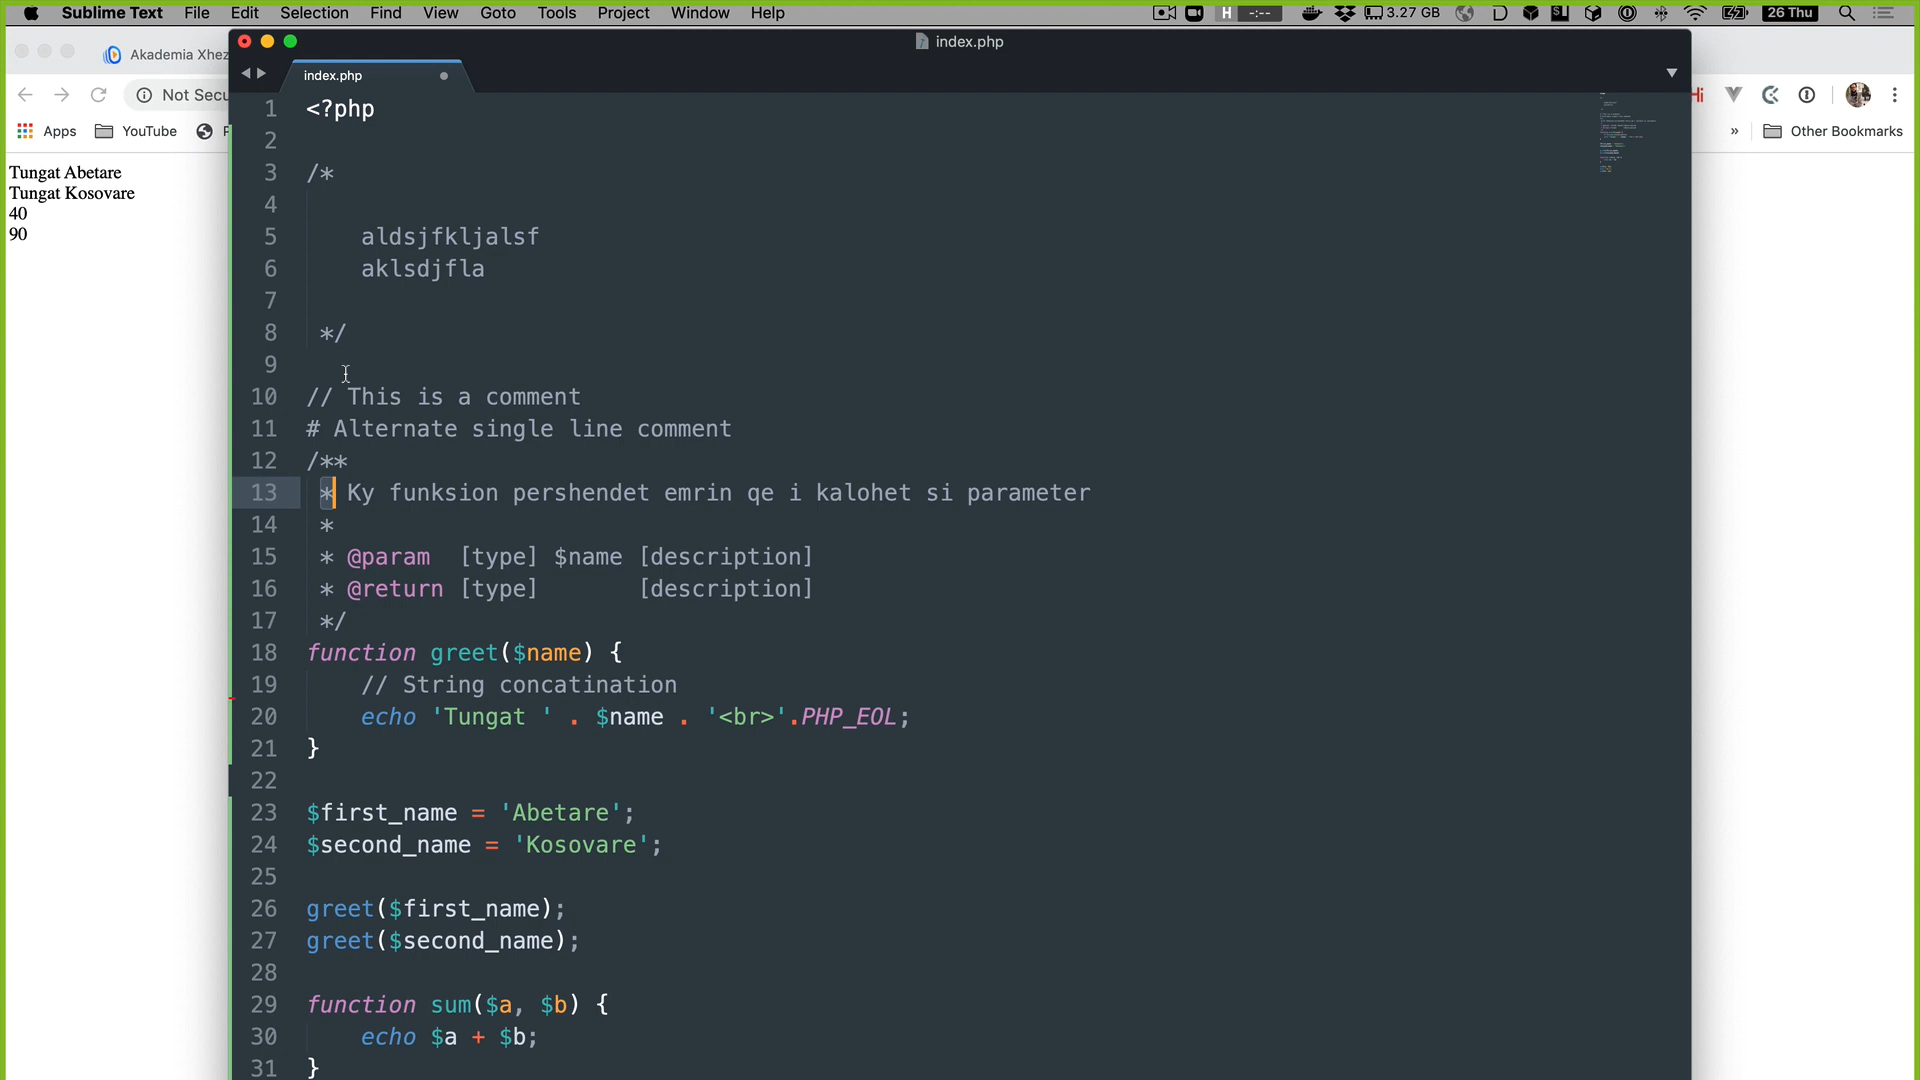 Sublime Text File Edit Selection Find View Goto Tools Project Window Help H -:-- 3.27 GB 26 Thu
index.php
Akademia Xhez
index.php
Not Secu
Apps YouTube
Other Bookmarks
Tungat Abetare
Tungat Kosovare
40
90
1 <?php
2
3 /*
4
5 aldsjfkljalsf
6 aklsdjfla
7
8 */
9
10 // This is a comment
11 # Alternate single line comment
12 /**
13 * Ky funksion pershendet emrin qe i kalohet si parameter
14 *
15 * @param [type] $name [description]
16 * @return [type] [description]
17 */
18 function greet($name) {
19 // String concatination
20 echo 'Tungat ' . $name . '<br>'.PHP_EOL;
21 }
22
23 $first_name = 'Abetare';
24 $second_name = 'Kosovare';
25
26 greet($first_name);
27 greet($second_name);
28
29 function sum($a, $b) {
30 echo $a + $b;
31 }